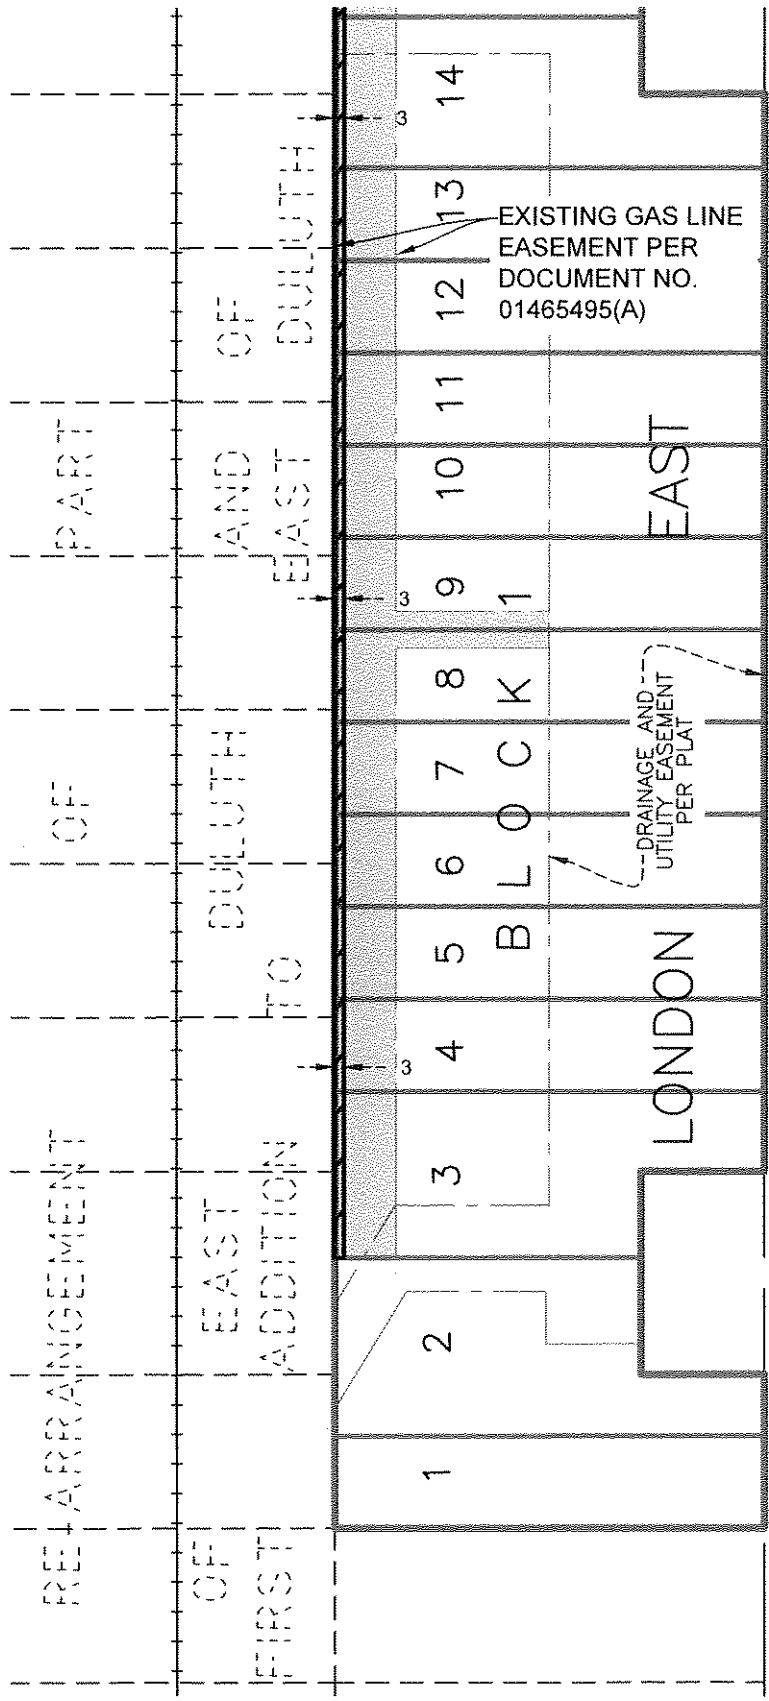 RE-ARRANGEMENT OF PART
OF EAST DULUTH AND OF
FIRST ADDITION TO EAST DULUTH
1
2
3
4
5
6
7
8
9
10
11
12
13
14
3
3
3
BLOCK 1
LONDON EAST
EXISTING GAS LINE
EASEMENT PER
DOCUMENT NO.
01465495(A)
DRAINAGE AND
UTILITY EASEMENT
PER PLAT